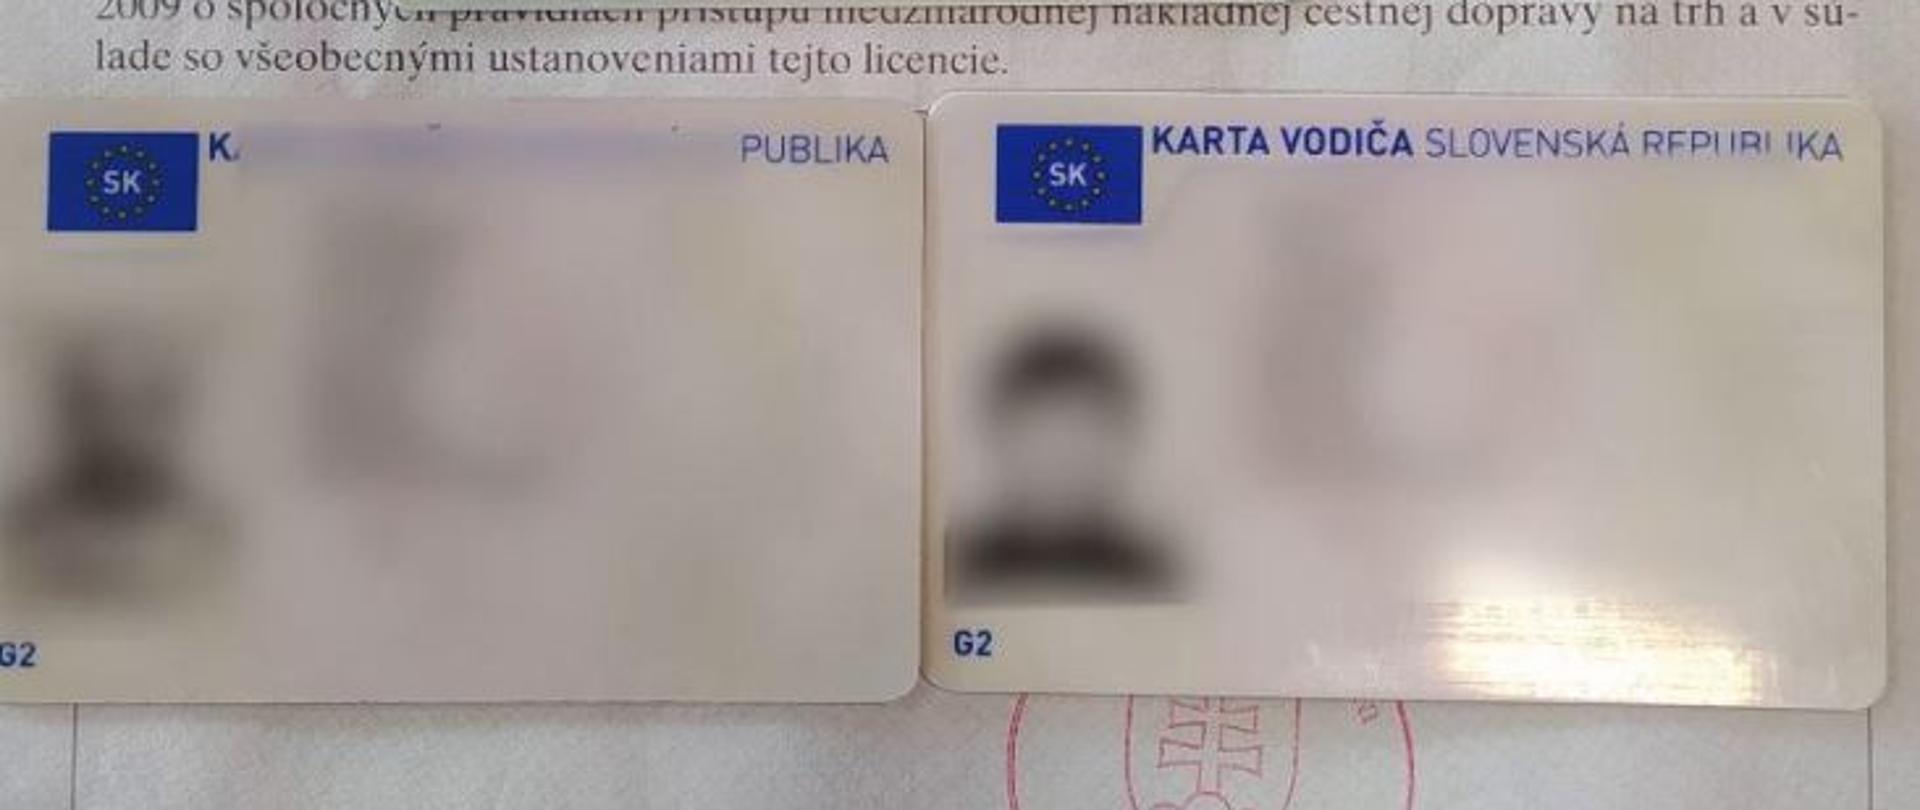 2009 o spoločných pravidlách prístupu medzinárodnej nákladnej cestnej dopravy na trh a v sú-
lade so všeobecnými ustanoveniami tejto licencie.
SK K PUBLIKA
SK KARTA VODIČA SLOVENSKÁ REPUBLIKA
G2
G2